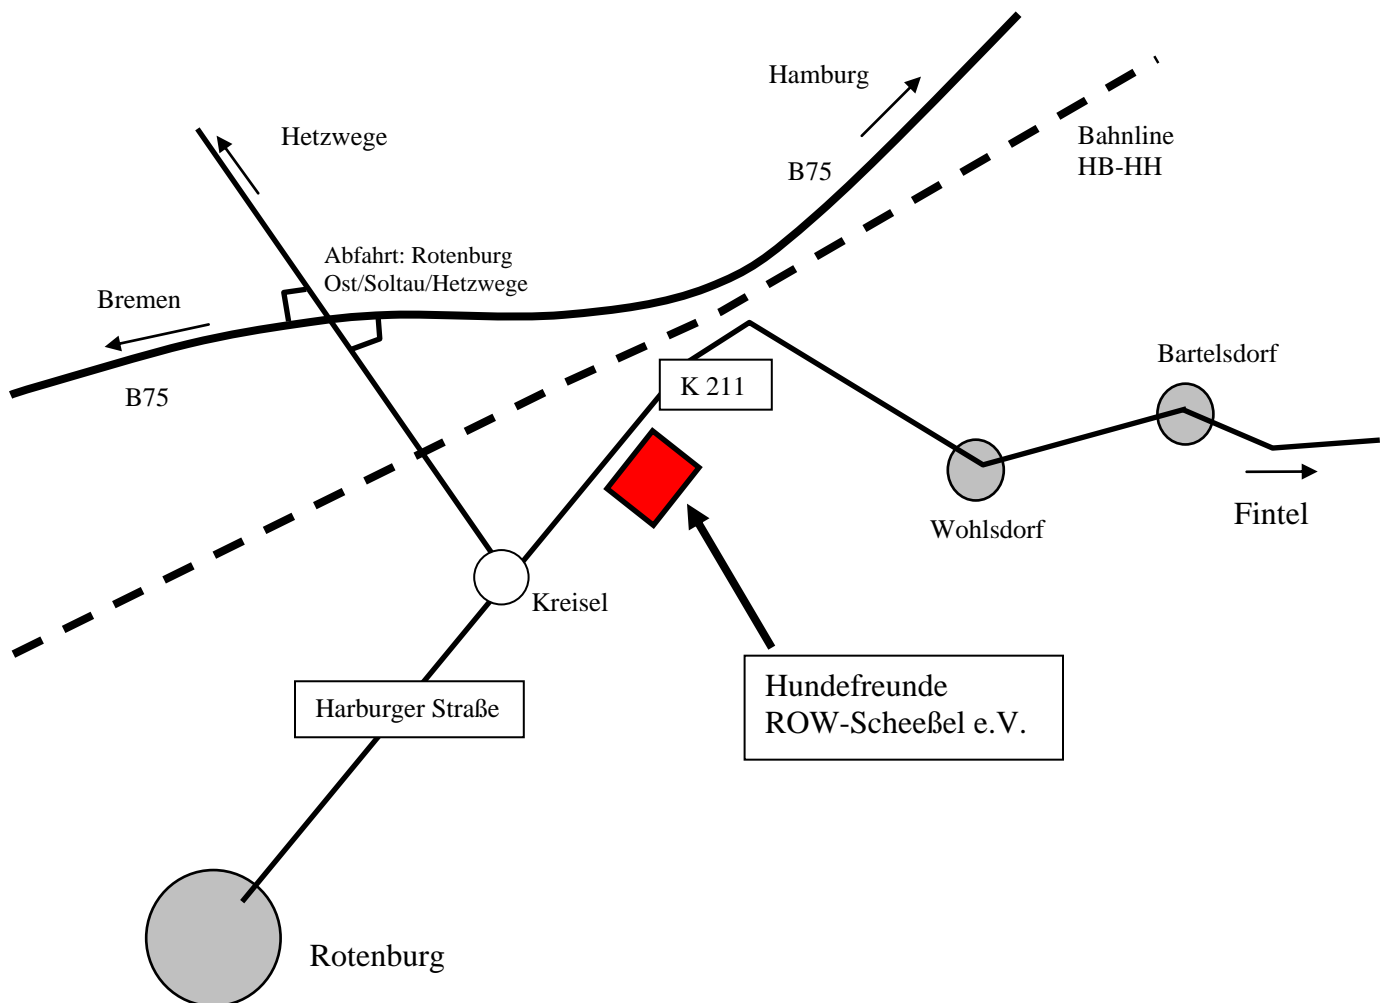 Hamburg
Hetzwege
Bahnline
HB-HH
B75
Abfahrt: Rotenburg
Ost/Soltau/Hetzwege
Bremen
B75
K 211
Bartelsdorf
Wohlsdorf
Fintel
Kreisel
Harburger Straße
Hundefreunde
ROW-Scheeßel e.V.
Rotenburg